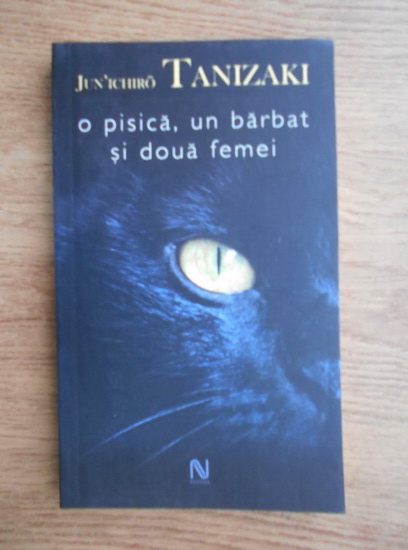 JUN'ICHIRŌ TANIZAKI
o pisică, un bărbat
și două femei
N